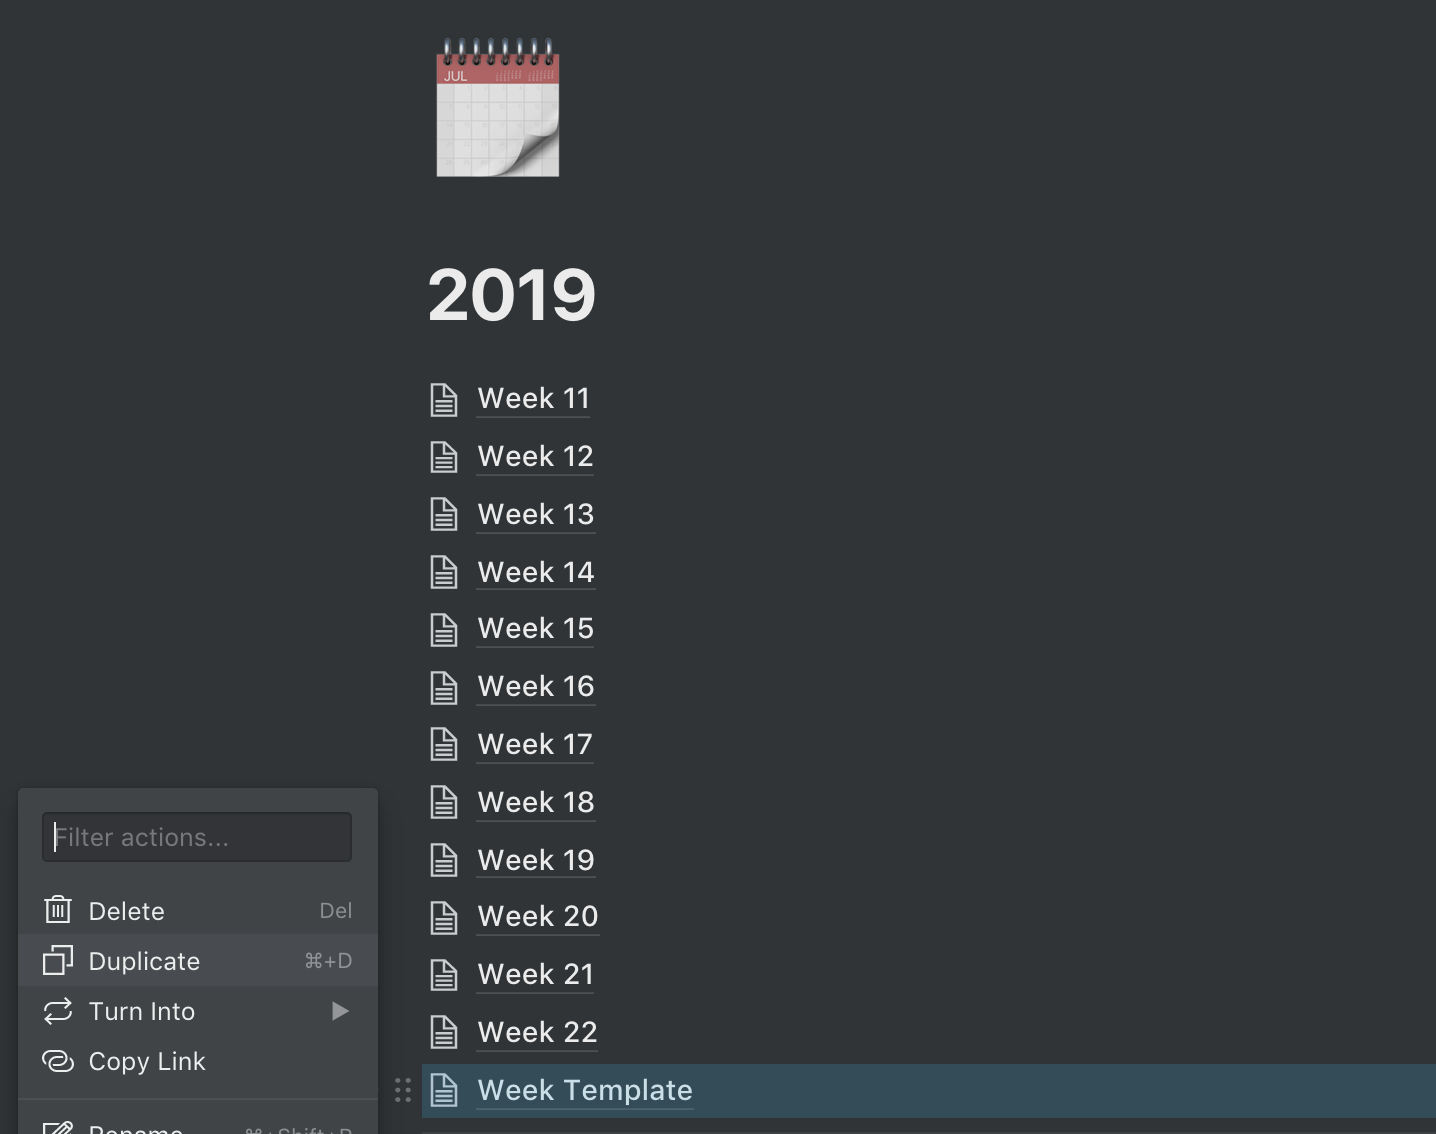 JUL
2019
Week 11
Week 12
Week 13
Week 14
Week 15
Week 16
Week 17
Week 18
Week 19
Week 20
Week 21
Week 22
Week Template
Filter actions...
Delete Del
Duplicate ⌘+D
Turn Into
Copy Link
Rename ⌘+Shift+R